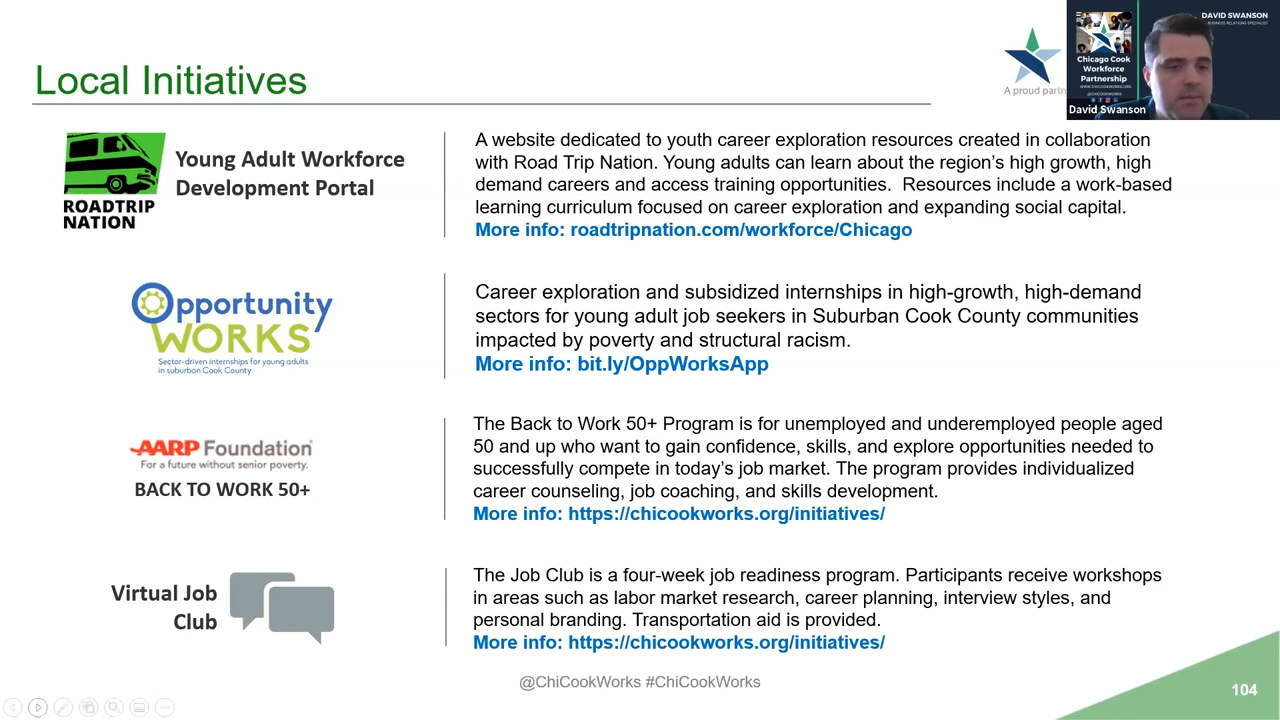 Local Initiatives
A proud partn
DAVID SWANSON
BUSINESS RELATIONS SPECIALIST
Chicago Cook
Workforce
Partnership
WWW.CHICOOKWORKS.ORG
@CHICOOKWORKS
David Swanson
ROADTRIP
NATION
Young Adult Workforce
Development Portal
A website dedicated to youth career exploration resources created in collaboration
with Road Trip Nation. Young adults can learn about the region's high growth, high
demand careers and access training opportunities.  Resources include a work-based
learning curriculum focused on career exploration and expanding social capital.
More info: roadtripnation.com/workforce/Chicago
Opportunity
WORKS
Sector-driven internships for young adults
in suburban Cook County
Career exploration and subsidized internships in high-growth, high-demand
sectors for young adult job seekers in Suburban Cook County communities
impacted by poverty and structural racism.
More info: bit.ly/OppWorksApp
AARP Foundation
For a future without senior poverty.
BACK TO WORK 50+
The Back to Work 50+ Program is for unemployed and underemployed people aged
50 and up who want to gain confidence, skills, and explore opportunities needed to
successfully compete in today's job market. The program provides individualized
career counseling, job coaching, and skills development.
More info: https://chicookworks.org/initiatives/
Virtual Job
Club
The Job Club is a four-week job readiness program. Participants receive workshops
in areas such as labor market research, career planning, interview styles, and
personal branding. Transportation aid is provided.
More info: https://chicookworks.org/initiatives/
@ChiCookWorks #ChiCookWorks
104